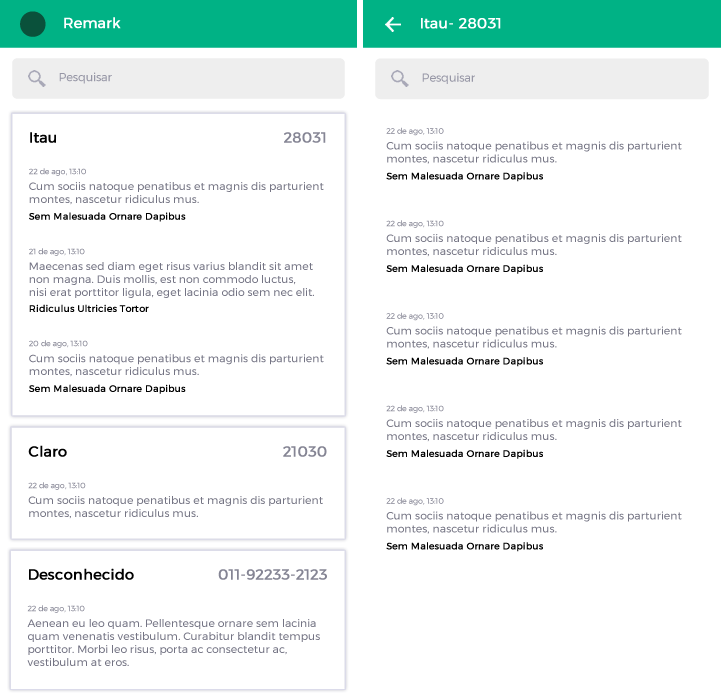 Remark
Pesquisar
Itau 28031
22 de ago, 13:10
Cum sociis natoque penatibus et magnis dis parturient
montes, nascetur ridiculus mus.
Sem Malesuada Ornare Dapibus
21 de ago, 13:10
Maecenas sed diam eget risus varius blandit sit amet
non magna. Duis mollis, est non commodo luctus,
nisi erat porttitor ligula, eget lacinia odio sem nec elit.
Ridiculus Ultricies Tortor
20 de ago, 13:10
Cum sociis natoque penatibus et magnis dis parturient
montes, nascetur ridiculus mus.
Sem Malesuada Ornare Dapibus
Claro 21030
22 de ago, 13:10
Cum sociis natoque penatibus et magnis dis parturient
montes, nascetur ridiculus mus.
Desconhecido 011-92233-2123
22 de ago, 13:10
Aenean eu leo quam. Pellentesque ornare sem lacinia
quam venenatis vestibulum. Curabitur blandit tempus
porttitor. Morbi leo risus, porta ac consectetur ac,
vestibulum at eros.
Itau- 28031
Pesquisar
22 de ago, 13:10
Cum sociis natoque penatibus et magnis dis parturient
montes, nascetur ridiculus mus.
Sem Malesuada Ornare Dapibus
22 de ago, 13:10
Cum sociis natoque penatibus et magnis dis parturient
montes, nascetur ridiculus mus.
Sem Malesuada Ornare Dapibus
22 de ago, 13:10
Cum sociis natoque penatibus et magnis dis parturient
montes, nascetur ridiculus mus.
Sem Malesuada Ornare Dapibus
22 de ago, 13:10
Cum sociis natoque penatibus et magnis dis parturient
montes, nascetur ridiculus mus.
Sem Malesuada Ornare Dapibus
22 de ago, 13:10
Cum sociis natoque penatibus et magnis dis parturient
montes, nascetur ridiculus mus.
Sem Malesuada Ornare Dapibus